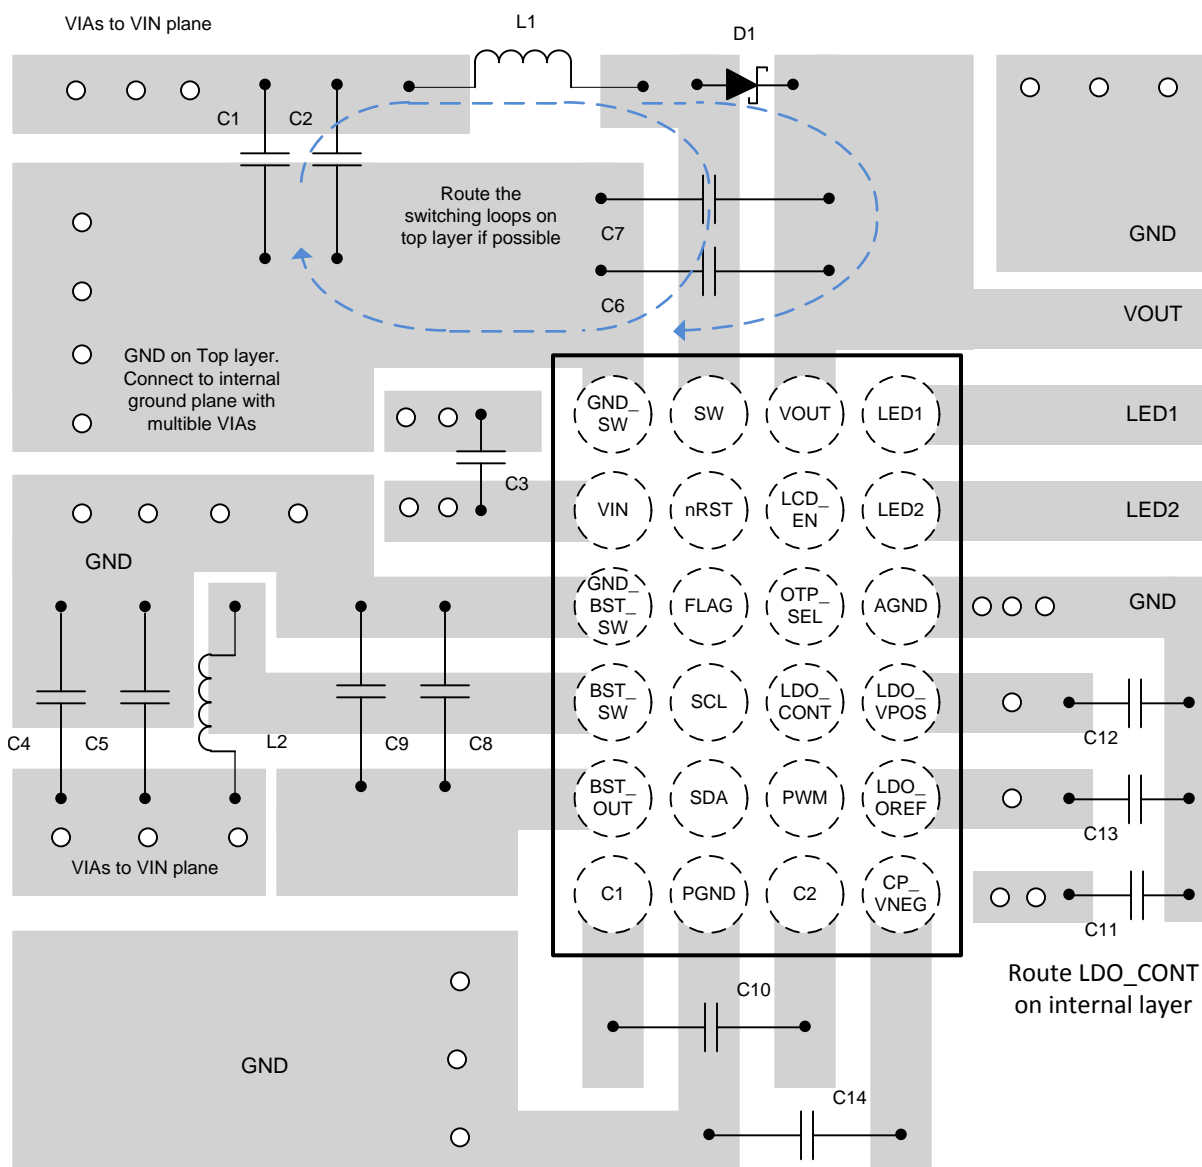 VIAs to VIN plane
L1
D1
C1
C2
Route the
switching loops on
top layer if possible
C7
GND
C6
VOUT
GND on Top layer.
Connect to internal
ground plane with
multible VIAs
GND_
SW
SW
VOUT
LED1
LED1
C3
VIN
nRST
LCD_
EN
LED2
LED2
GND
GND_
BST_
SW
FLAG
OTP_
SEL
AGND
GND
BST_
SW
SCL
LDO_
CONT
LDO_
VPOS
C4
C5
L2
C9
C8
C12
BST_
OUT
SDA
PWM
LDO_
OREF
C13
VIAs to VIN plane
C1
PGND
C2
CP_
VNEG
C11
Route LDO_CONT
on internal layer
C10
GND
C14